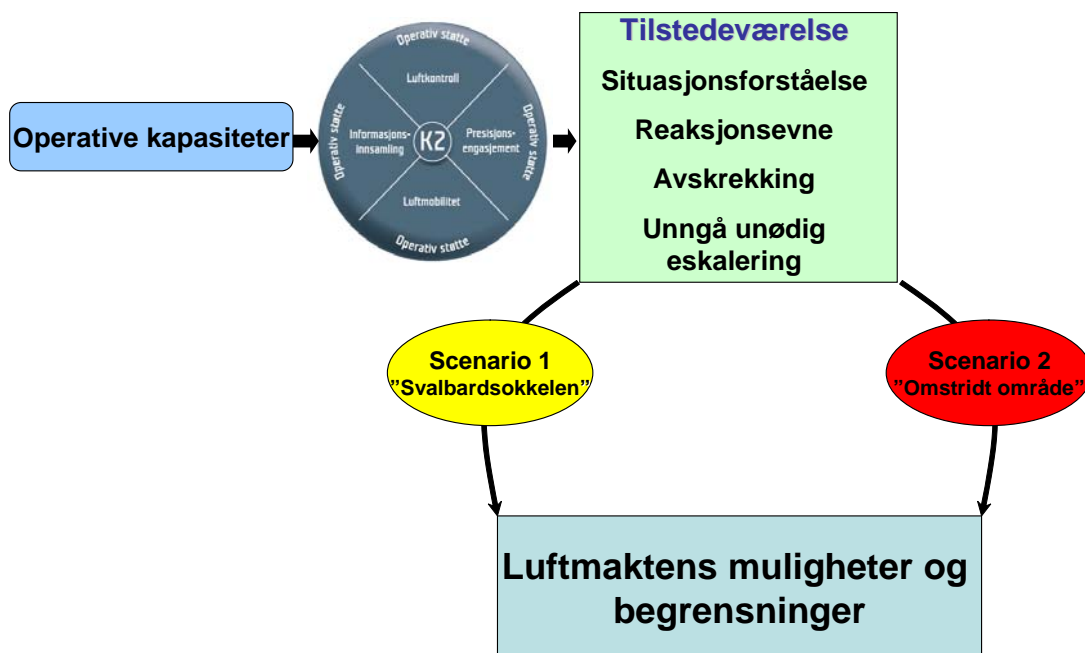 Operative kapasiteter
Operativ støtte
Luftkontroll
Operativ støtte
Informasjons-
innsamling
K2
Presisjons-
engasjement
Operativ støtte
Luftmobilitet
Operativ støtte
Tilstedeværelse
Situasjonsforståelse
Reaksjonsevne
Avskrekking
Unngå unødig
eskalering
Scenario 1
”Svalbardsokkelen”
Scenario 2
”Omstridt område”
Luftmaktens muligheter og
begrensninger